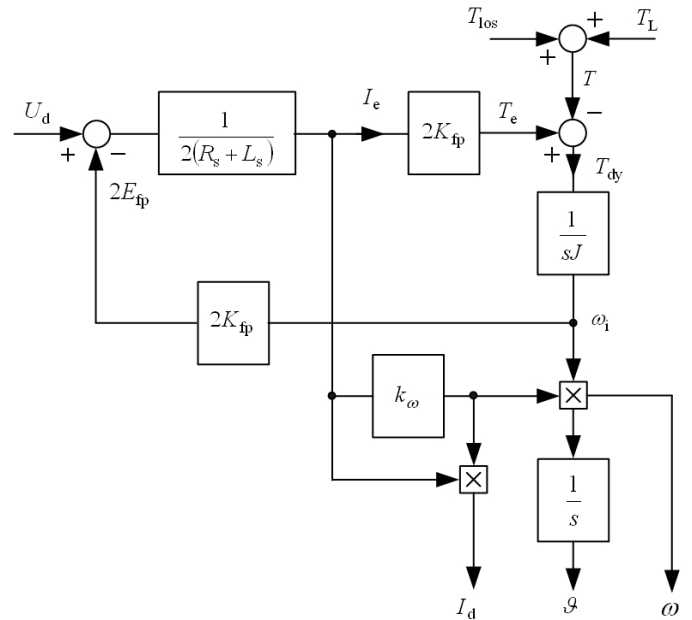 T_los + + T_L
T
U_d + − 1/2(R_s + L_s) I_e 2K_fp T_e + −
2E_fp
T_dy
1/sJ
2K_fp
ω_i
k_ω × ×
1/s
I_d ϑ ω